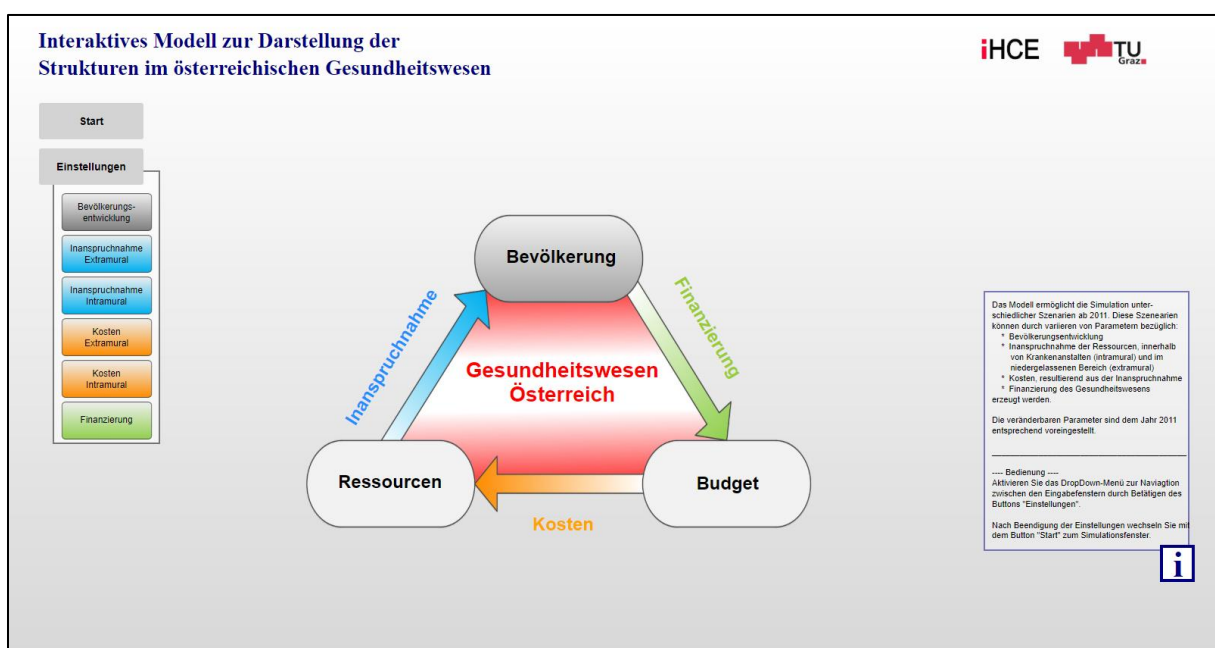 Interaktives Modell zur Darstellung der
Strukturen im österreichischen Gesundheitswesen
iHCE
TU
Graz
Start
Einstellungen
Bevölkerungs-
entwicklung
Inanspruchnahme
Extramural
Inanspruchnahme
Intramural
Kosten
Extramural
Kosten
Intramural
Finanzierung
Bevölkerung
Inanspruchnahme
Finanzierung
Gesundheitswesen
Österreich
Ressourcen
Budget
Kosten
Das Modell ermöglicht die Simulation unter-
schiedlicher Szenarien ab 2011. Diese Szenearien
können durch variieren von Parametern bezüglich:
* Bevölkerungsentwicklung
* Inanspruchnahme der Ressourcen, innerhalb
von Krankenanstalten (intramural) und im
niedergelassenen Bereich (extramural)
* Kosten, resultierend aus der Inanspruchnahme
* Finanzierung des Gesundheitswesens
erzeugt werden.
Die veränderbaren Parameter sind dem Jahr 2011
entsprechend voreingestellt.
---- Bedienung ----
Aktivieren Sie das DropDown-Menü zur Naviagtion
zwischen den Eingabefenstern durch Betätigen des
Buttons "Einstellungen".
Nach Beendigung der Einstellungen wechseln Sie mit
dem Button "Start" zum Simulationsfenster.
i